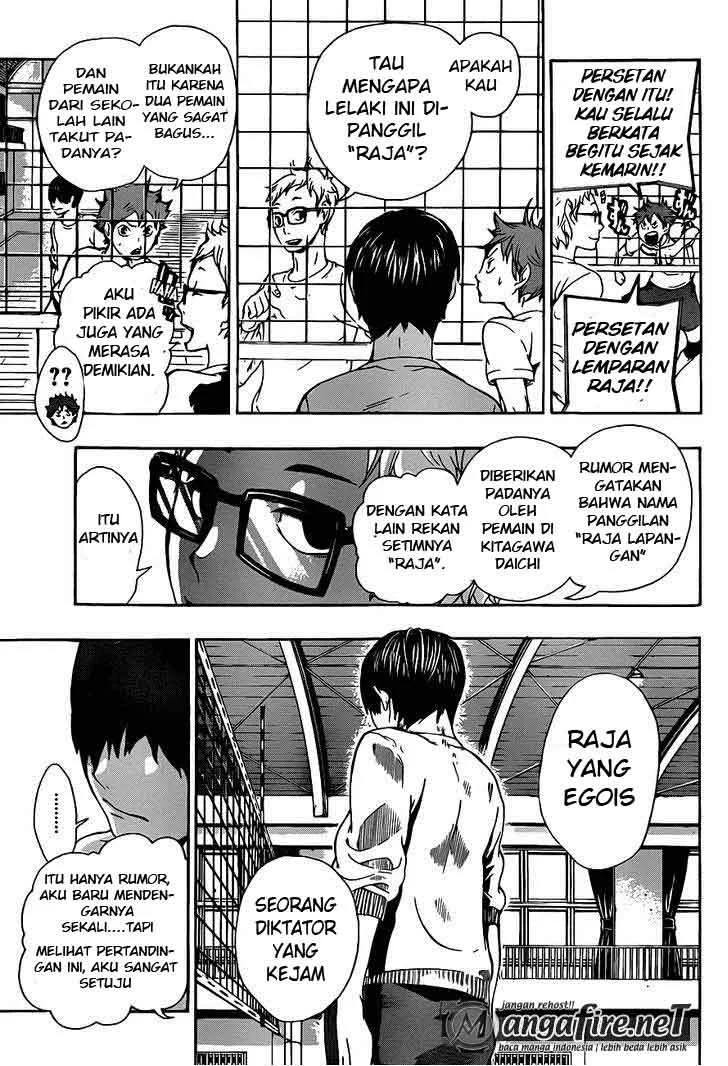 PERSETAN
DENGAN ITU!
KAU SELALU
BERKATA
BEGITU SEJAK
KEMARIN!!
PERSETAN
DENGAN
LEMPARAN
RAJA!!
APAKAH
KAU
TAU
MENGAPA
LELAKI INI DI-
PANGGIL
"RAJA"?
BUKANKAH
ITU KARENA
DUA PEMAIN
YANG SAGAT
BAGUS...
DAN
PEMAIN
DARI SEKO-
LAH LAIN
TAKUT PA-
DANYA?
AKU
PIKIR ADA
JUGA YANG
MERASA
DEMIKIAN.
??
RUMOR MEN-
GATAKAN
BAHWA NAMA
PANGGILAN
"RAJA LAPAN-
GAN"
DIBERIKAN
PADANYA
OLEH
PEMAIN DI
KITAGAWA
DAICHI
DENGAN KATA
LAIN REKAN
SETIMNYA
"RAJA".
ITU
ARTINYA
RAJA
YANG
EGOIS
SEORANG
DIKTATOR
YANG
KEJAM
........
ITU HANYA RUMOR,
AKU BARU MENDEN-
GARNYA
SEKALI....TAPI
MELIHAT PERTANDIN-
GAN INI, AKU SANGAT
SETUJU
jangan rehost!!
Mangafire.neT
baca manga indonesia | lebih beda lebih asik